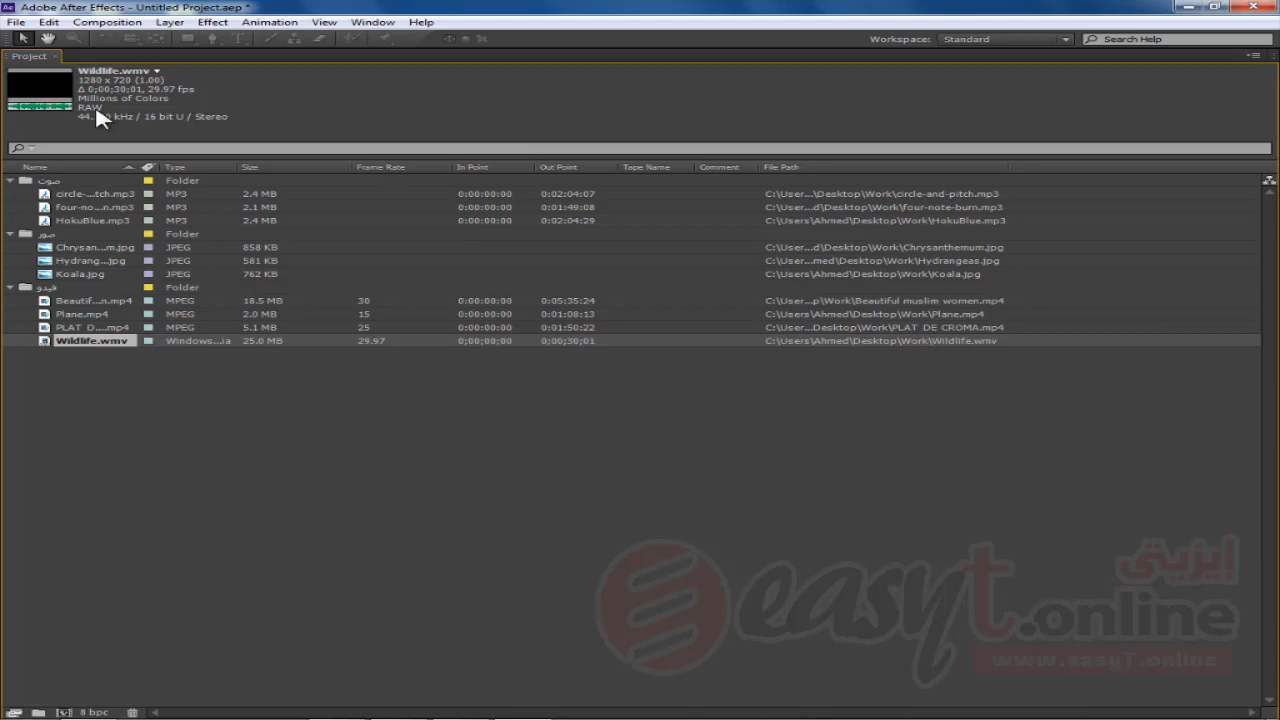 Adobe After Effects - Untitled Project.aep *
File Edit Composition Layer Effect Animation View Window Help
Workspace: Standard Search Help
Project
Wildlife.wmv
1280 x 720 (1.00)
Δ 0;00;30;01, 29.97 fps
Millions of Colors
RAW
kHz / 16 bit U / Stereo
Name Type Size Frame Rate In Point Out Point Tape Name Comment File Path
صوت Folder
circle-...tch.mp3 MP3 2.4 MB 0:00:00:00 0:02:04:07 C:\User...\Desktop\Work\circle-and-pitch.mp3
four-no...n.mp3 MP3 2.1 MB 0:00:00:00 0:01:49:08 C:\User...d\Desktop\Work\four-note-burn.mp3
HokuBlue.mp3 MP3 2.4 MB 0:00:00:00 0:02:04:29 C:\Users\Ahmed\Desktop\Work\HokuBlue.mp3
صور Folder
Chrysan...m.jpg JPEG 858 KB C:\User...d\Desktop\Work\Chrysanthemum.jpg
Hydrang...jpg JPEG 581 KB C:\User...med\Desktop\Work\Hydrangeas.jpg
Koala.jpg JPEG 762 KB C:\Users\Ahmed\Desktop\Work\Koala.jpg
فيدو Folder
Beautif...n.mp4 MPEG 18.5 MB 30 0:00:00:00 0:05:35:24 C:\User...p\Work\Beautiful muslim women.mp4
Plane.mp4 MPEG 2.0 MB 15 0:00:00:00 0:01:08:13 C:\Users\Ahmed\Desktop\Work\Plane.mp4
PLAT D....mp4 MPEG 5.1 MB 25 0:00:00:00 0:01:50:22 C:\User...Desktop\Work\PLAT DE CROMA.mp4
Wildlife.wmv Windows...ia 25.0 MB 29.97 0;00;00;00 0;00;30;01 C:\Users\Ahmed\Desktop\Work\Wildlife.wmv
إيزيتي
easyt.online
www.easyT.online
8 bpc